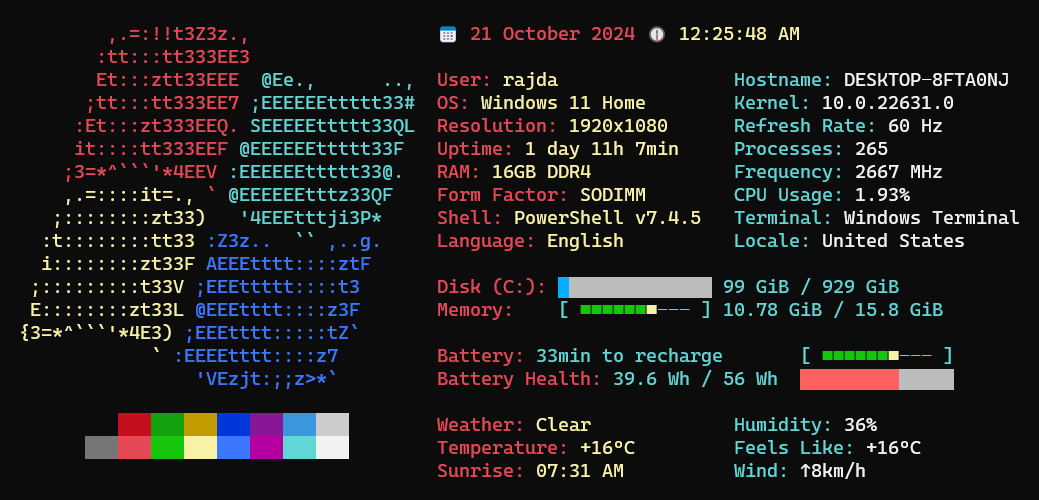 ,.=:!!t3Z3z.,
:tt:::tt333EE3
Et:::ztt33EEE  @Ee.,      ..,
;tt:::tt333EE7 ;EEEEEEttttt33#
:Et:::zt333EEQ. SEEEEEttttt33QL
it::::tt333EEF @EEEEEEttttt33F
;3=*^```'*4EEV :EEEEEEttttt33@.
,.=::::it=., ` @EEEEEEtttz33QF
;::::::::zt33)   '4EEEtttji3P*
:t::::::::tt33 :Z3z..  `` ,..g.
i::::::::zt33F AEEEtttt::::ztF
;:::::::::t33V ;EEEttttt::::t3
E::::::::zt33L @EEEtttt::::z3F
{3=*^```'*4E3) ;EEEtttt:::::tZ`
` :EEEEtttt::::z7
'VEzjt:;;z>*`
21 October 2024 12:25:48 AM
User: rajda
OS: Windows 11 Home
Resolution: 1920x1080
Uptime: 1 day 11h 7min
RAM: 16GB DDR4
Form Factor: SODIMM
Shell: PowerShell v7.4.5
Language: English
Hostname: DESKTOP-8FTA0NJ
Kernel: 10.0.22631.0
Refresh Rate: 60 Hz
Processes: 265
Frequency: 2667 MHz
CPU Usage: 1.93%
Terminal: Windows Terminal
Locale: United States
Disk (C:): 99 GiB / 929 GiB
Memory: [ ■■■■■■■--- ] 10.78 GiB / 15.8 GiB
Battery: 33min to recharge [ ■■■■■■■--- ]
Battery Health: 39.6 Wh / 56 Wh
Weather: Clear
Temperature: +16°C
Sunrise: 07:31 AM
Humidity: 36%
Feels Like: +16°C
Wind: ↑8km/h